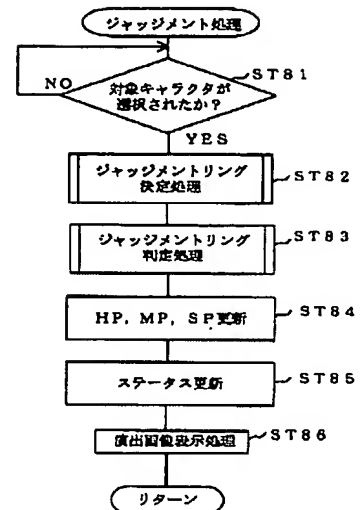 ジャッジメント処理
NO
対象キャラクタが
選択されたか?
ST81
YES
ジャッジメントリング
決定処理
ST82
ジャッジメントリング
判定処理
ST83
HP, MP, SP更新
ST84
ステータス更新
ST85
演出画像表示処理
ST86
リターン